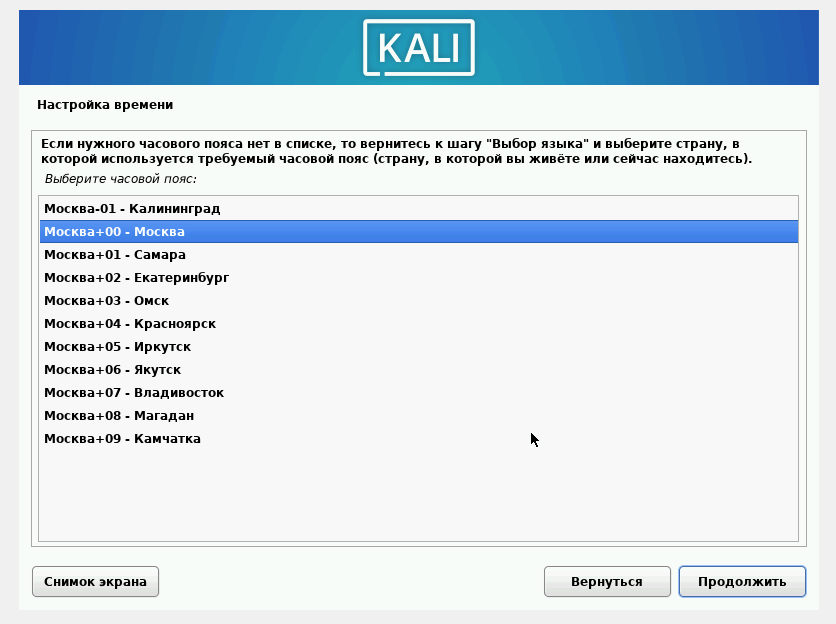 KALI
Настройка времени
Если нужного часового пояса нет в списке, то вернитесь к шагу "Выбор языка" и выберите страну, в
которой используется требуемый часовой пояс (страну, в которой вы живёте или сейчас находитесь).
Выберите часовой пояс:
Москва-01 - Калининград
Москва+00 - Москва
Москва+01 - Самара
Москва+02 - Екатеринбург
Москва+03 - Омск
Москва+04 - Красноярск
Москва+05 - Иркутск
Москва+06 - Якутск
Москва+07 - Владивосток
Москва+08 - Магадан
Москва+09 - Камчатка
Снимок экрана Вернуться Продолжить